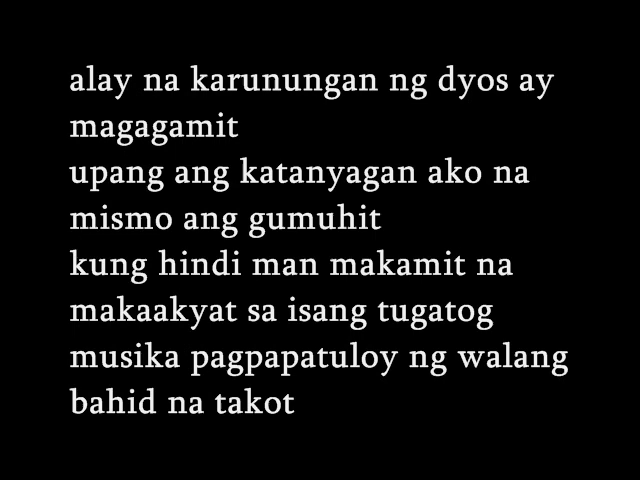 alay na karunungan ng dyos ay
magagamit
upang ang katanyagan ako na
mismo ang gumuhit
kung hindi man makamit na
makaakyat sa isang tugatog
musika pagpapatuloy ng walang
bahid na takot